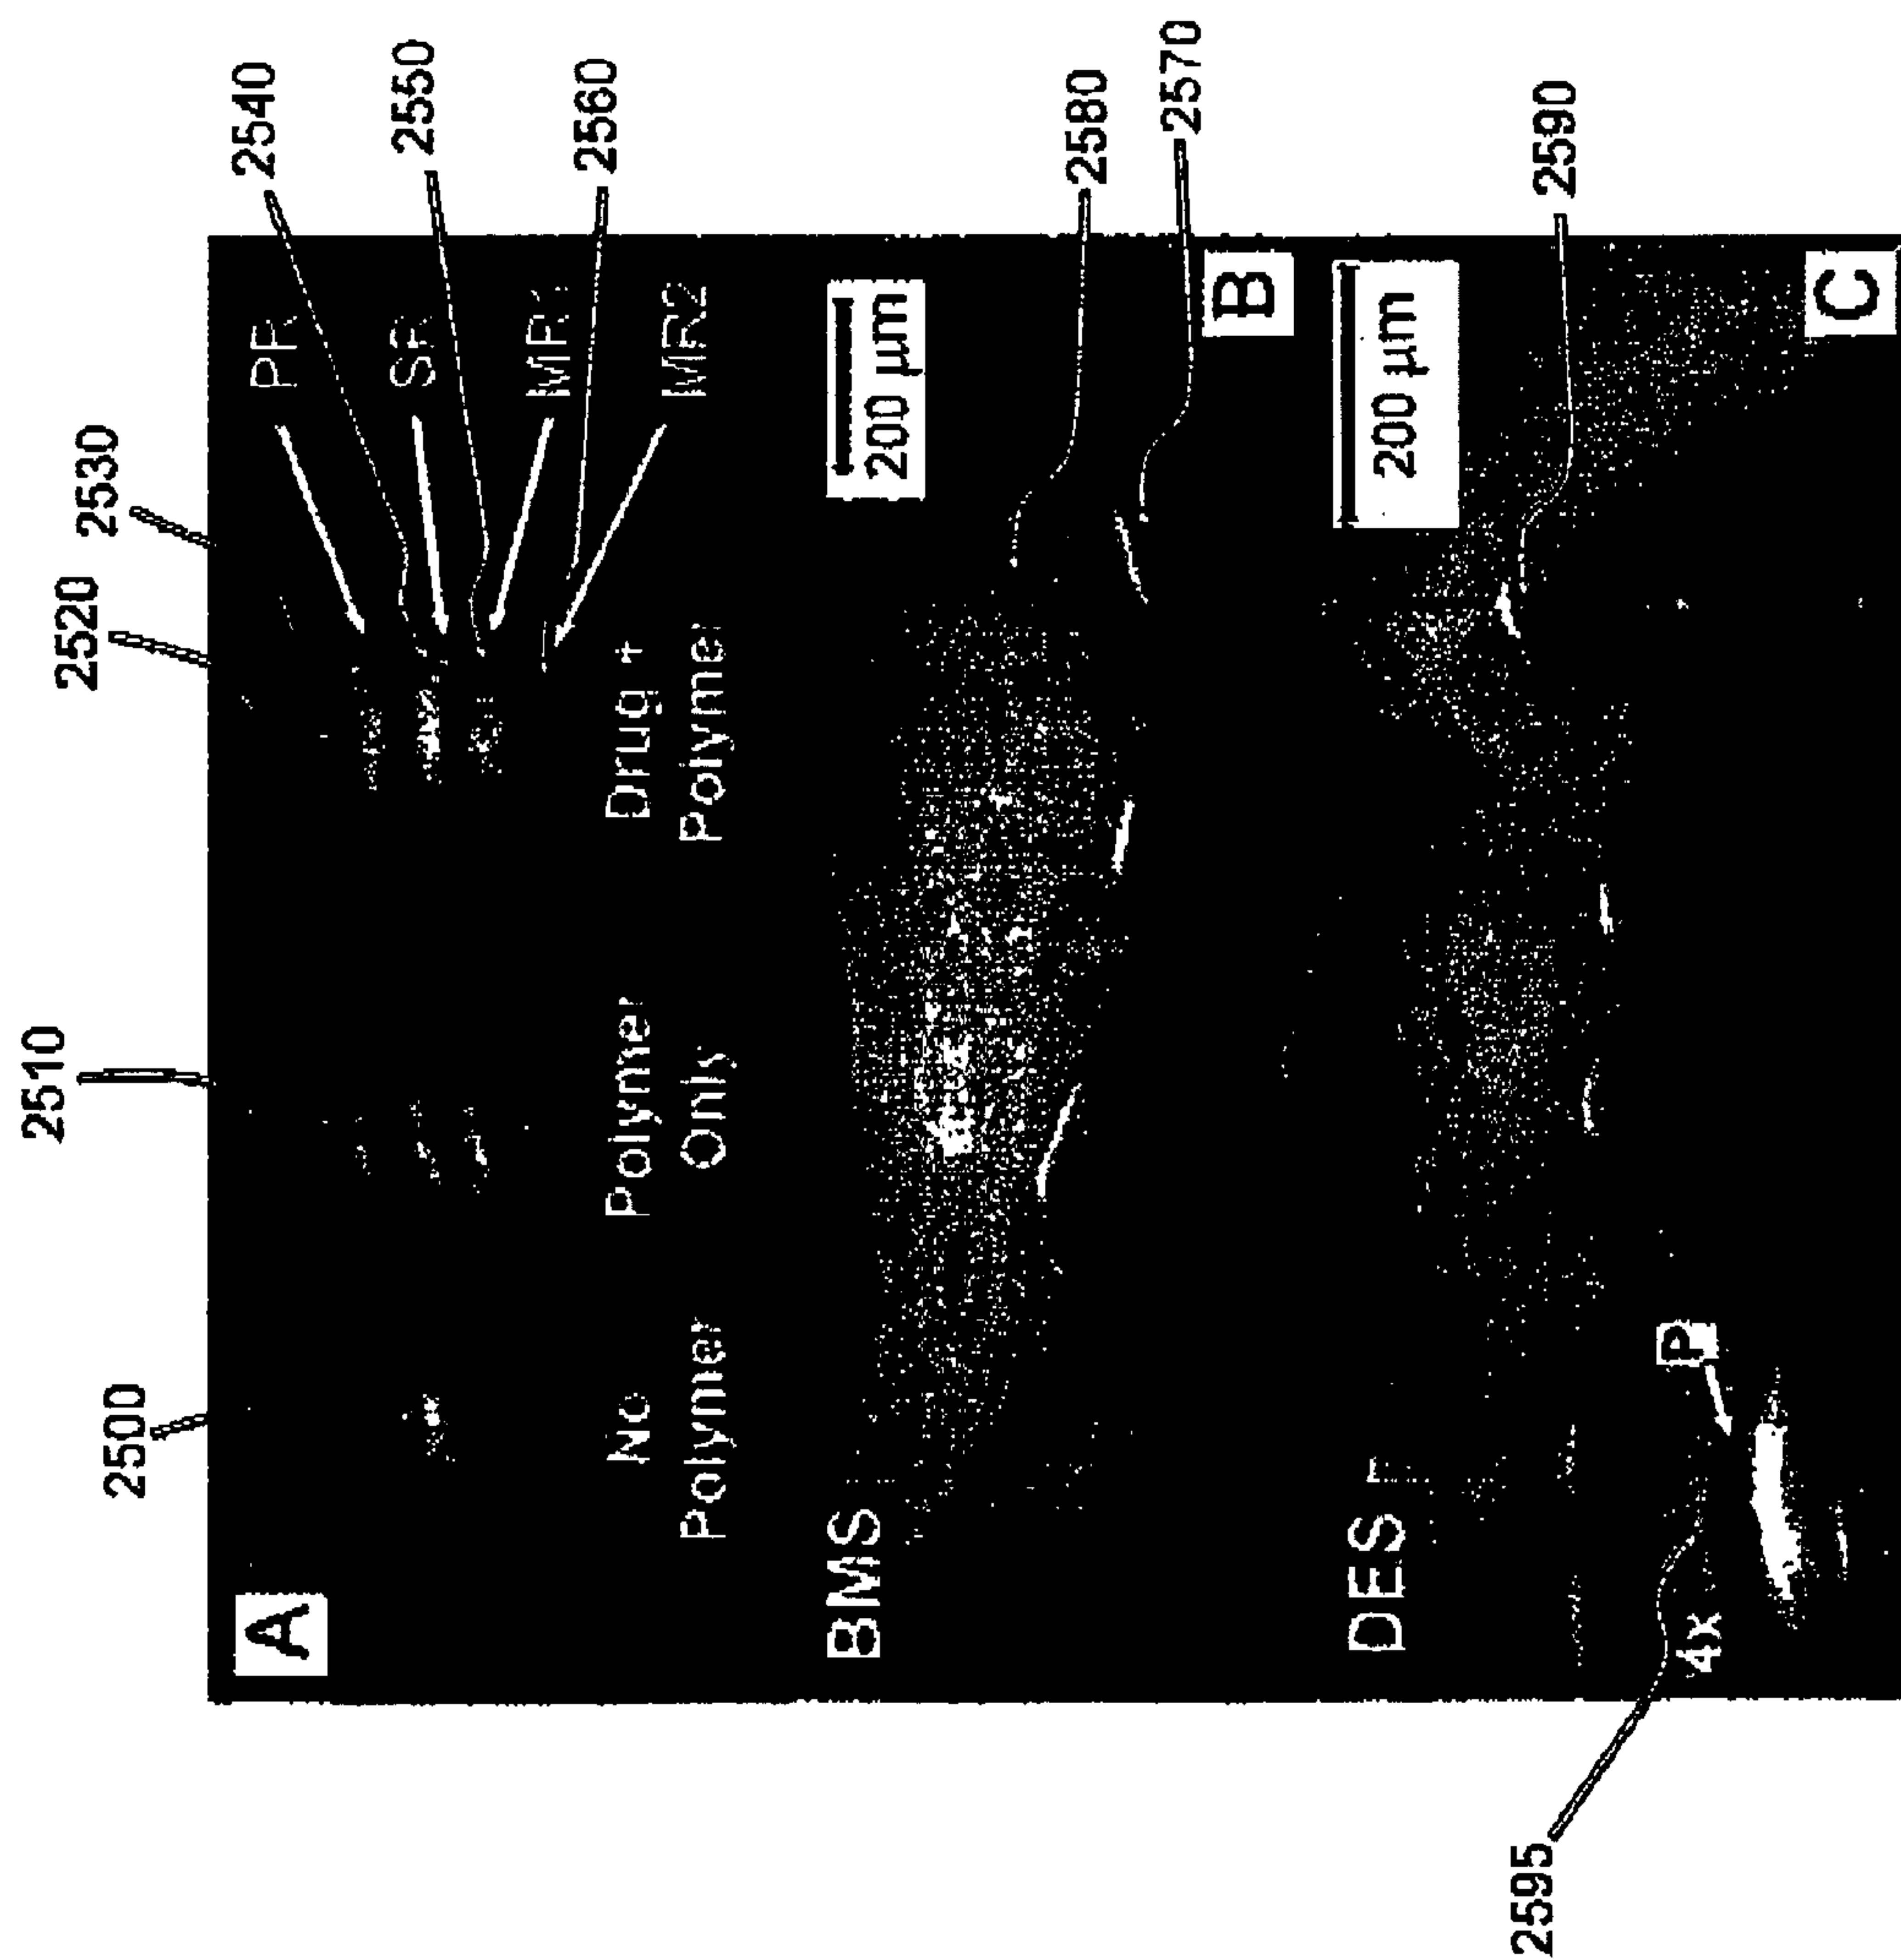 2500
2510
2520
2530
2540
2550
2560
A
PR
SR
MR1
MR2
No
Polymer
Polymer
Only
Drug +
Polymer
BMS
200 µm
2580
2570
B
DES
200 µm
2590
P
4X
C
2595